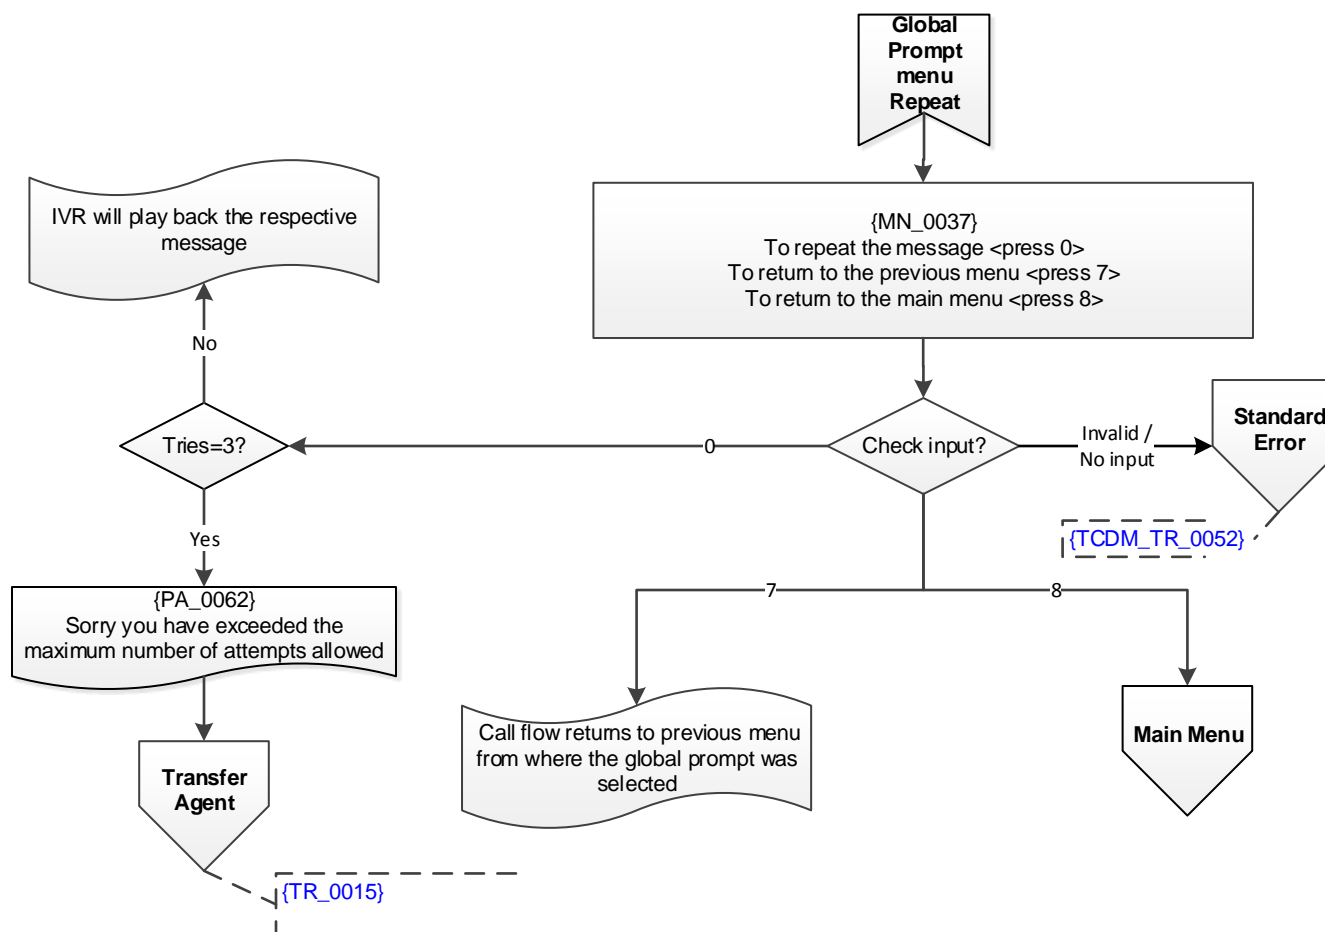 Global
Prompt
menu
Repeat
{MN_0037}
To repeat the message <press 0>
To return to the previous menu <press 7>
To return to the main menu <press 8>
IVR will play back the respective
message
No
Tries=3?
0
Check input?
Invalid /
No input
Standard
Error
{TCDM_TR_0052}
Yes
{PA_0062}
Sorry you have exceeded the
maximum number of attempts allowed
7
8
Call flow returns to previous menu
from where the global prompt was
selected
Main Menu
Transfer
Agent
{TR_0015}